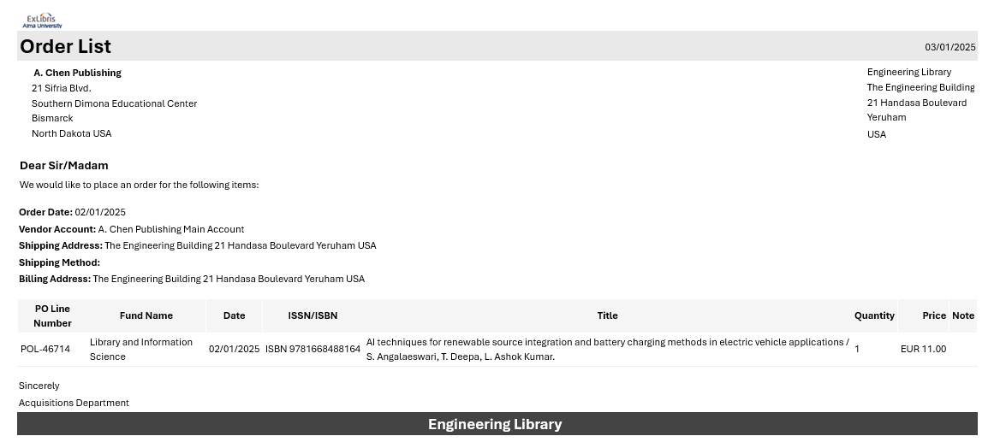 ExLibris
Alma University
Order List
03/01/2025
A. Chen Publishing
21 Sifria Blvd.
Southern Dimona Educational Center
Bismarck
North Dakota USA
Engineering Library
The Engineering Building
21 Handasa Boulevard
Yeruham
USA
Dear Sir/Madam
We would like to place an order for the following items:
Order Date: 02/01/2025
Vendor Account: A. Chen Publishing Main Account
Shipping Address: The Engineering Building 21 Handasa Boulevard Yeruham USA
Shipping Method:
Billing Address: The Engineering Building 21 Handasa Boulevard Yeruham USA
PO Line Number Fund Name Date ISSN/ISBN Title Quantity Price Note
POL-46714 Library and Information Science 02/01/2025 ISBN 9781668488164 AI techniques for renewable source integration and battery charging methods in electric vehicle applications / S. Angalaeswari, T. Deepa, L. Ashok Kumar. 1 EUR 11.00
Sincerely
Acquisitions Department
Engineering Library